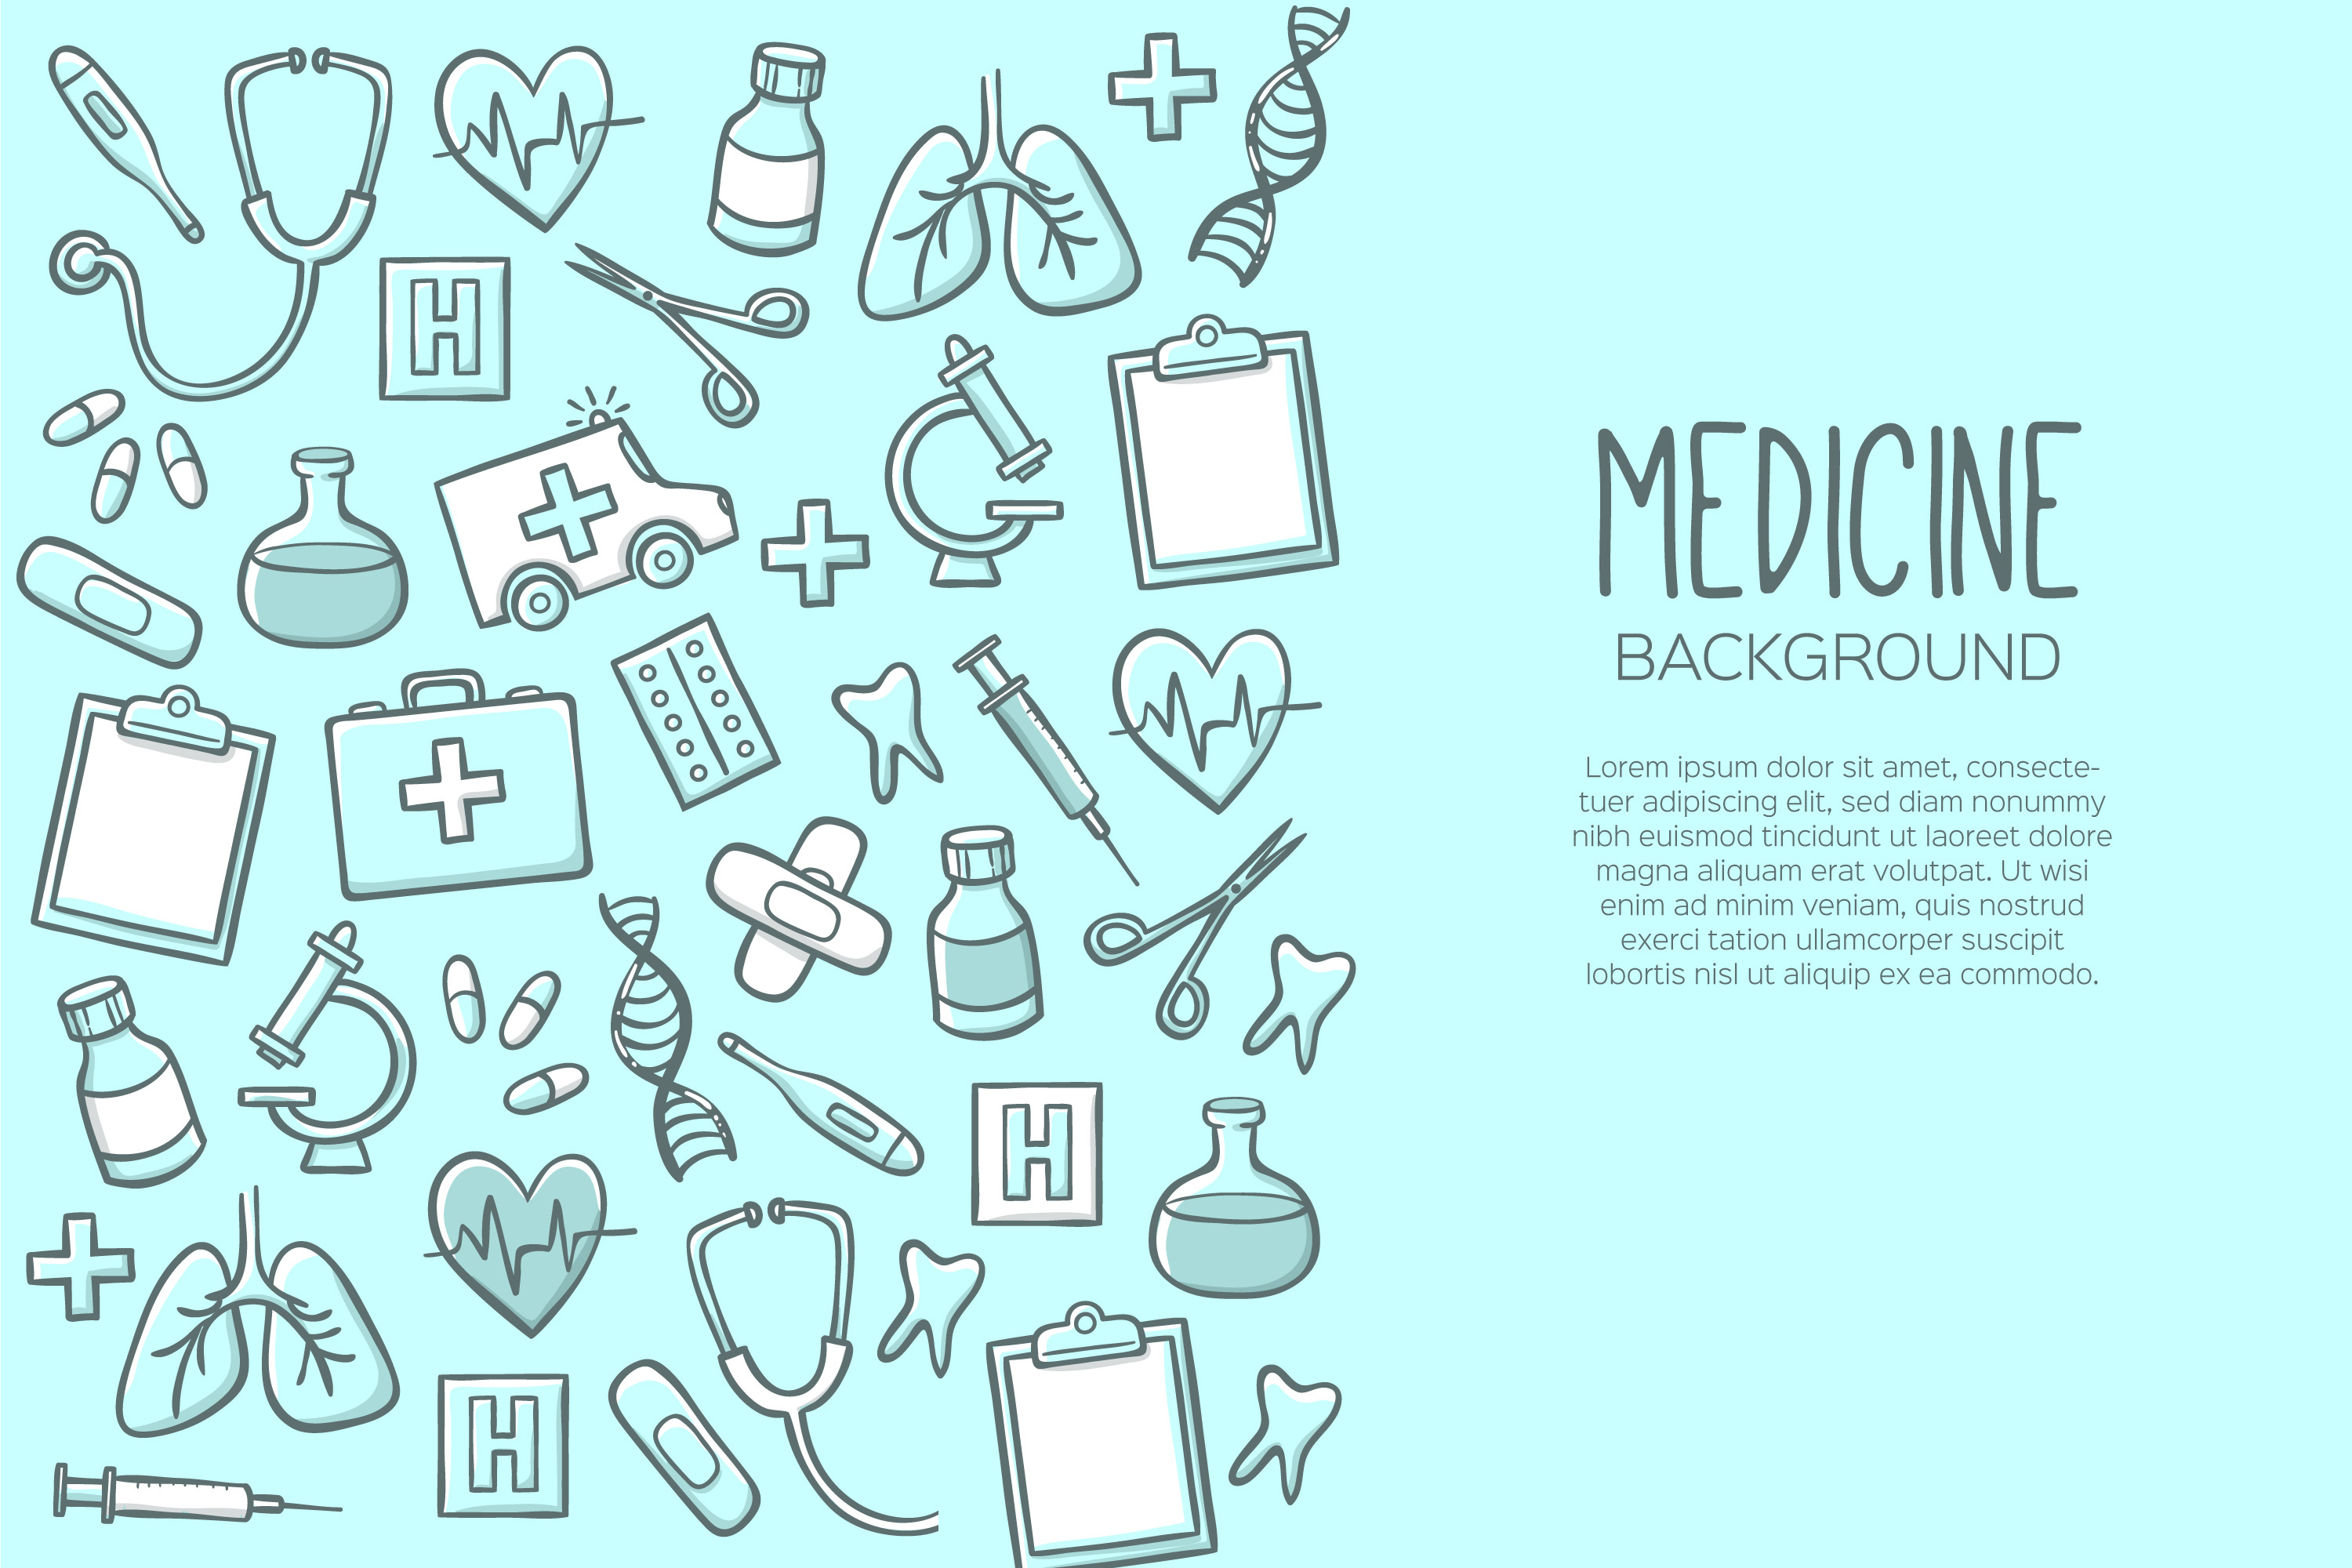 H
MEDICINE
BACKGROUND
Lorem ipsum dolor sit amet, consecte-
tuer adipiscing elit, sed diam nonummy
nibh euismod tincidunt ut laoreet dolore
magna aliquam erat volutpat. Ut wisi
enim ad minim veniam, quis nostrud
exerci tation ullamcorper suscipit
lobortis nisl ut aliquip ex ea commodo.
H
H